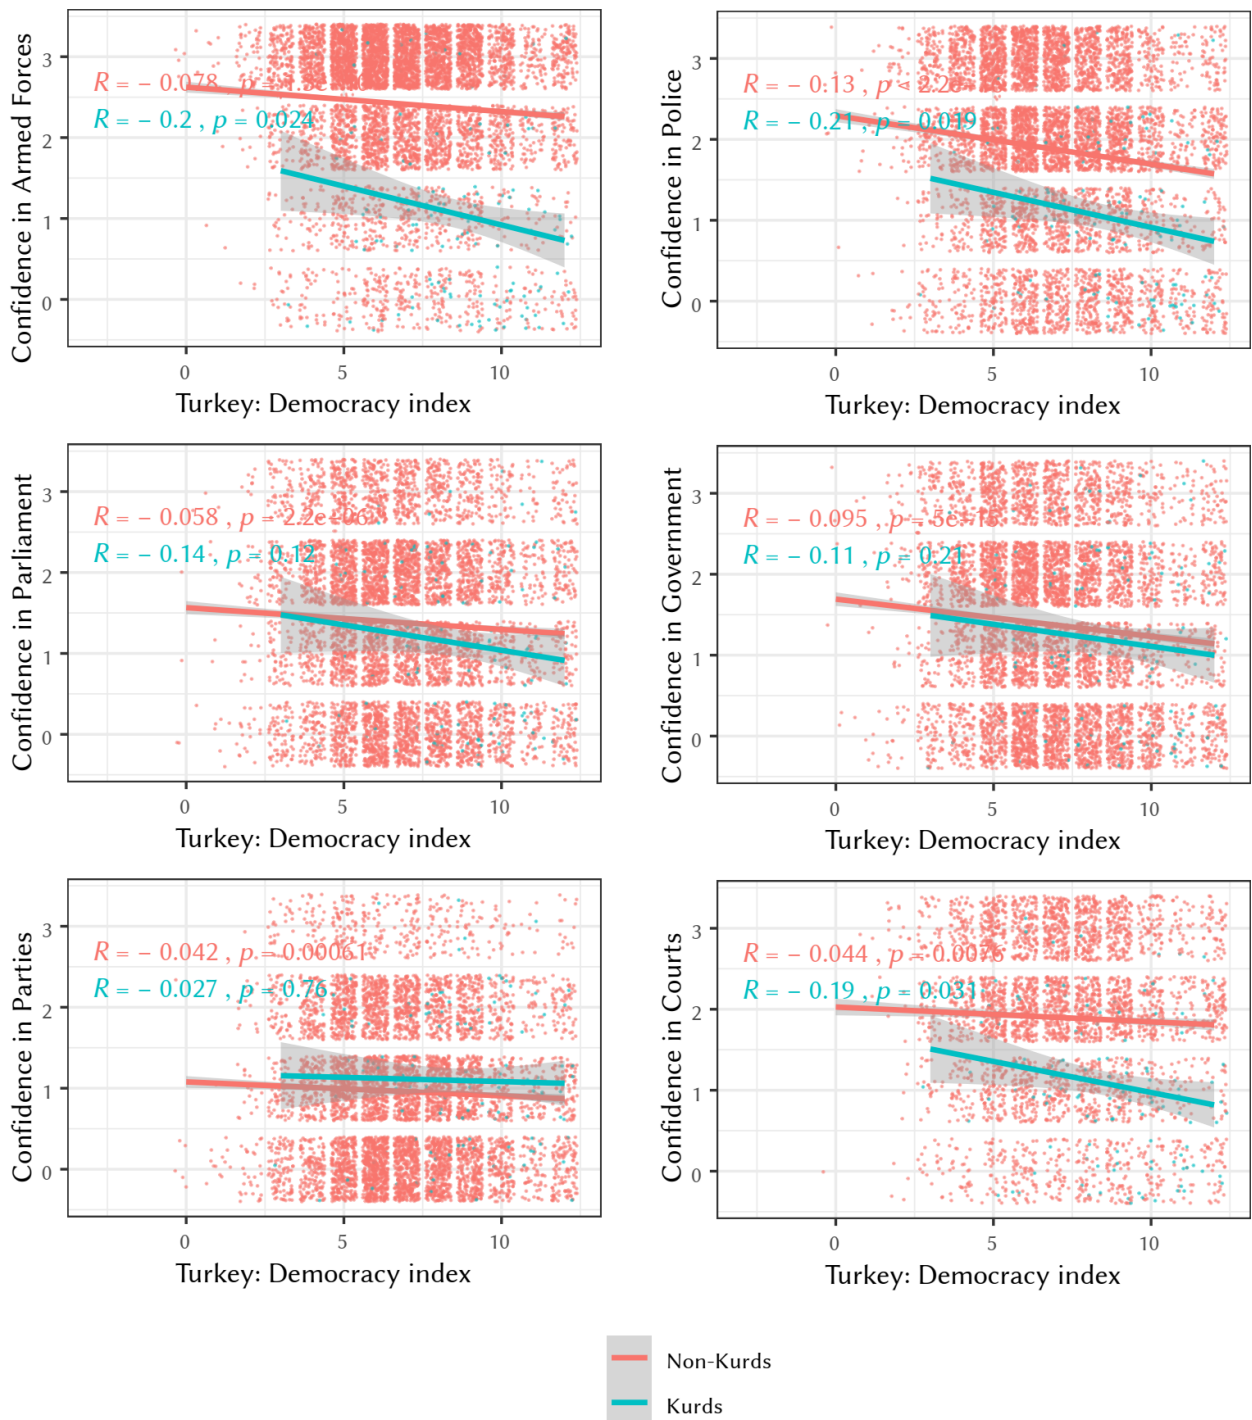 Confidence in Armed Forces
3
2
1
0
R = − 0.078 , p =
R = − 0.2 , p = 0.024
0 5 10
Turkey: Democracy index
Confidence in Police
3
2
1
0
R = − 0.13 , p < 2.2e
R = − 0.21 , p = 0.019
0 5 10
Turkey: Democracy index
Confidence in Parliament
3
2
1
0
R = − 0.058 , p = 2.2e−06
R = − 0.14 , p = 0.12
0 5 10
Turkey: Democracy index
Confidence in Government
3
2
1
0
R = − 0.095 , p =
R = − 0.11 , p = 0.21
0 5 10
Turkey: Democracy index
Confidence in Parties
3
2
1
0
R = − 0.042 , p = 0.00061
R = − 0.027 , p = 0.76
0 5 10
Turkey: Democracy index
Confidence in Courts
3
2
1
0
R = − 0.044 , p = 0.0076
R = − 0.19 , p = 0.031
0 5 10
Turkey: Democracy index
Non-Kurds
Kurds